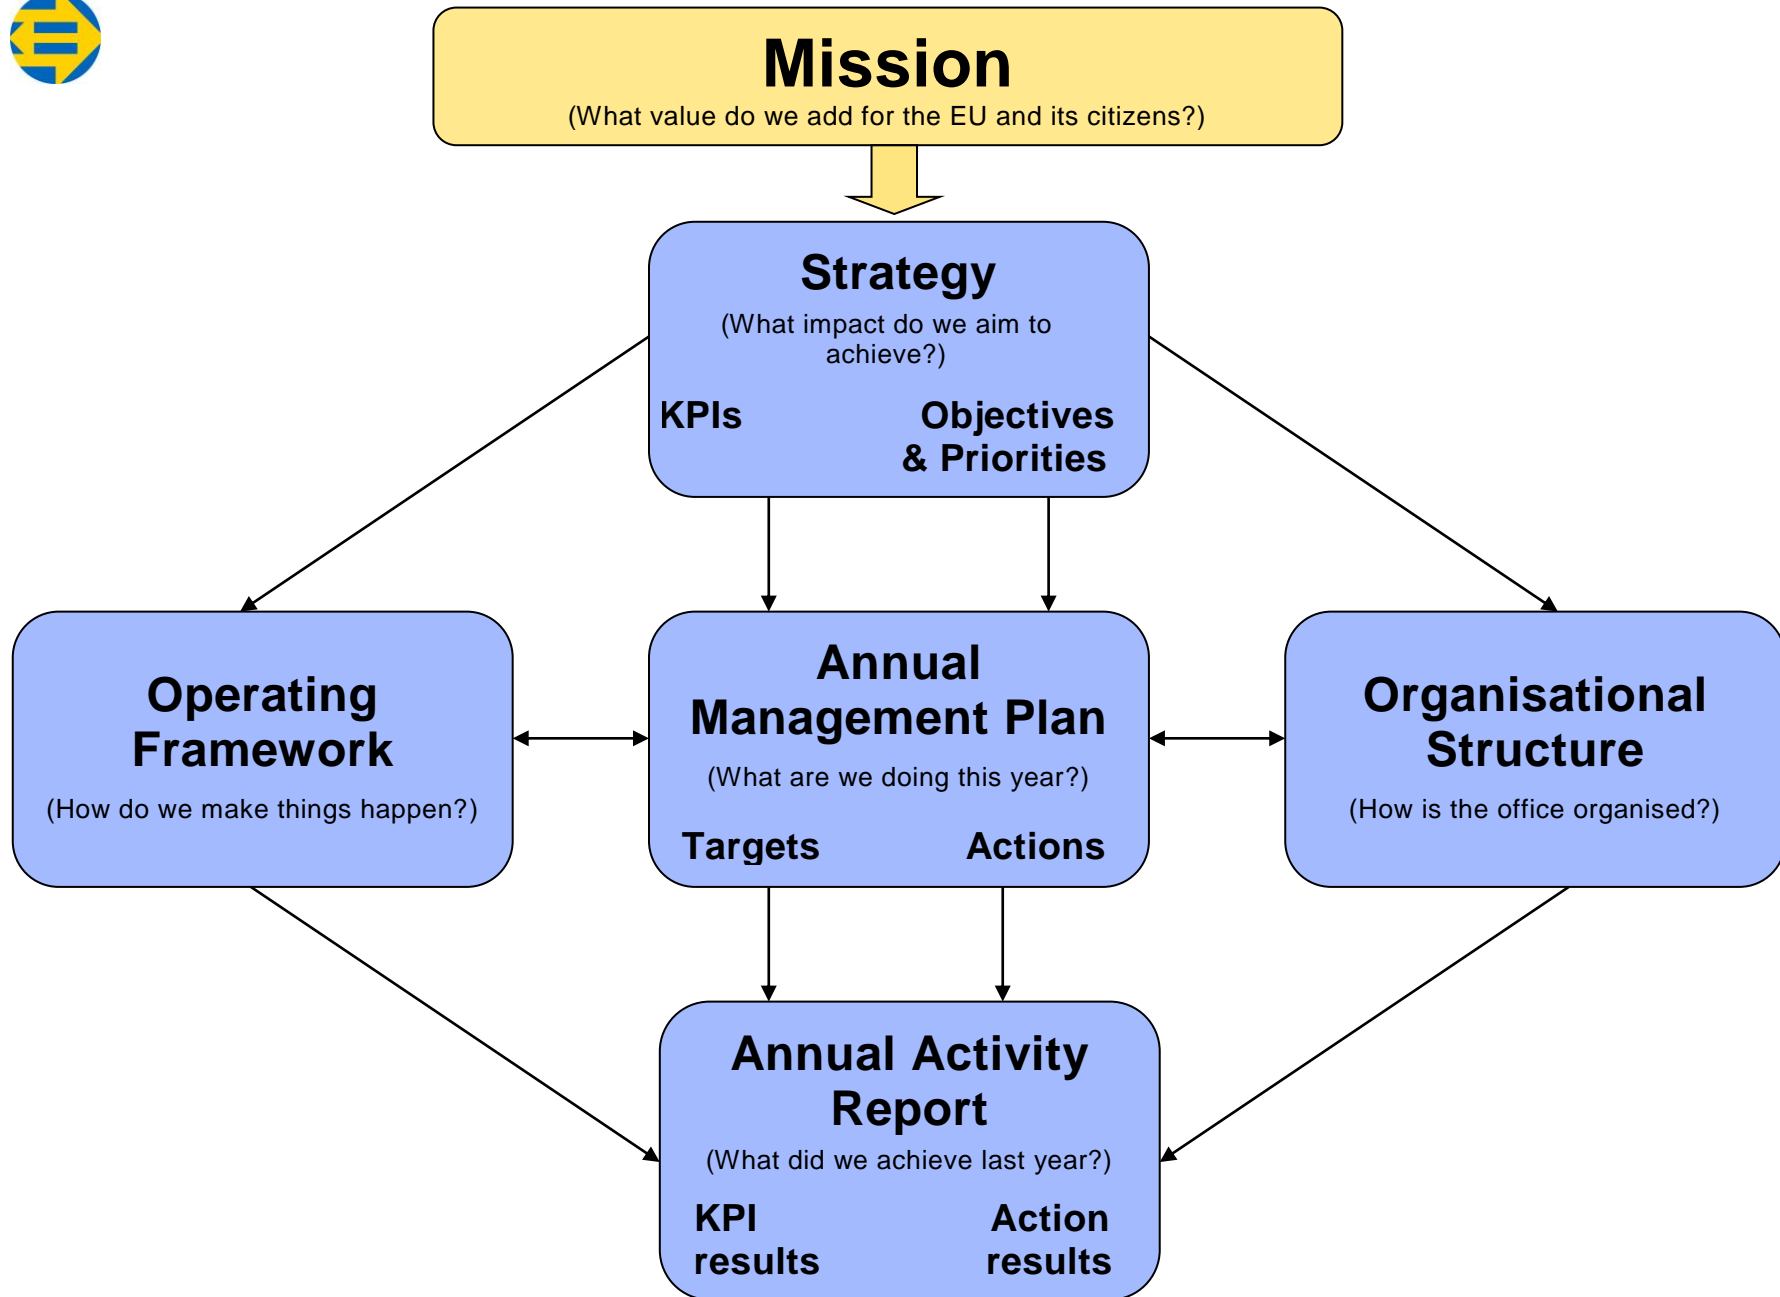 Mission
(What value do we add for the EU and its citizens?)
Strategy
(What impact do we aim to
achieve?)
KPIs
Objectives
& Priorities
Operating
Framework
(How do we make things happen?)
Annual
Management Plan
(What are we doing this year?)
Targets
Actions
Organisational
Structure
(How is the office organised?)
Annual Activity
Report
(What did we achieve last year?)
KPI
results
Action
results